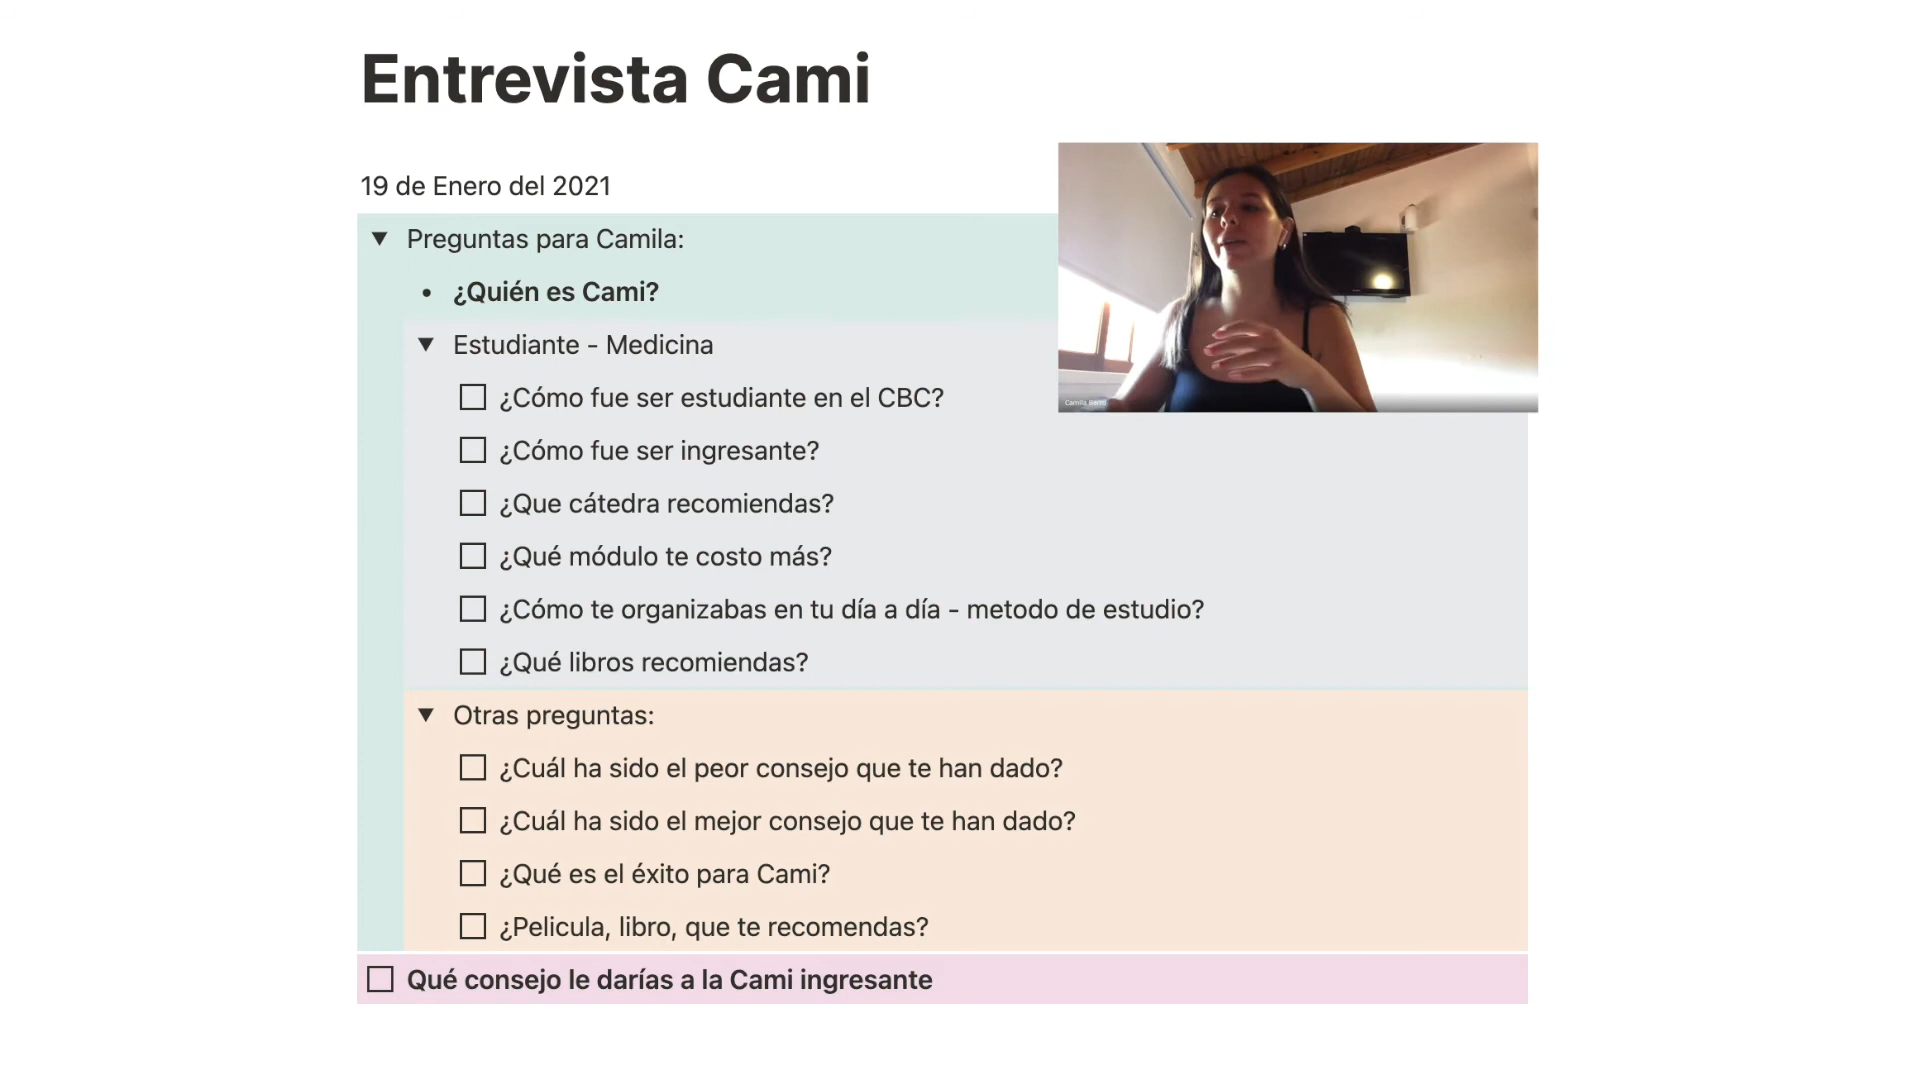 Entrevista Cami
19 de Enero del 2021
Preguntas para Camila:
¿Quién es Cami?
Estudiante - Medicina
¿Cómo fue ser estudiante en el CBC?
¿Cómo fue ser ingresante?
¿Que cátedra recomiendas?
¿Qué módulo te costo más?
¿Cómo te organizabas en tu día a día - metodo de estudio?
¿Qué libros recomiendas?
Otras preguntas:
¿Cuál ha sido el peor consejo que te han dado?
¿Cuál ha sido el mejor consejo que te han dado?
¿Qué es el éxito para Cami?
¿Pelicula, libro, que te recomendas?
Qué consejo le darías a la Cami ingresante
Camila